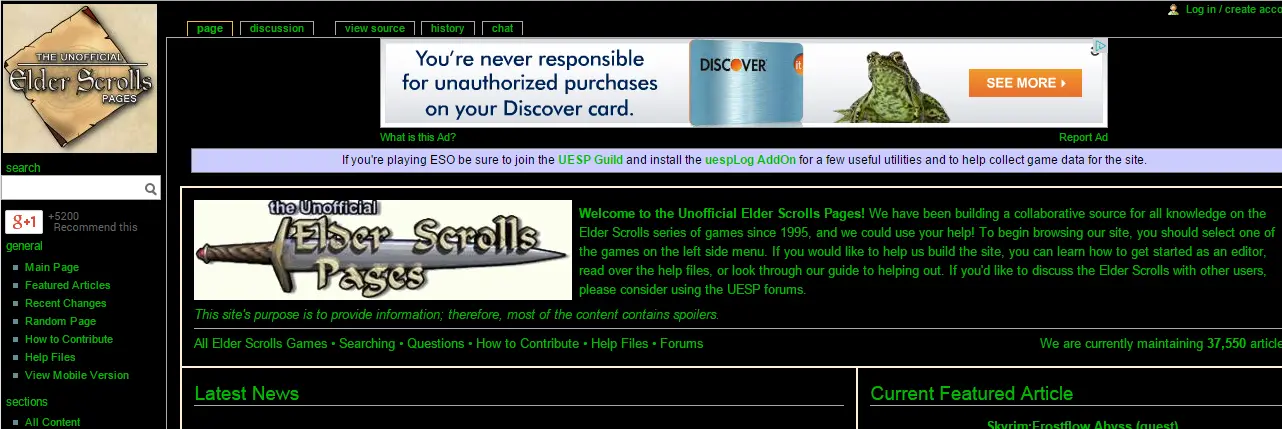 Log in / create acco
page discussion view source history chat
THE UNOFFICIAL
Elder Scrolls
PAGES
You're never responsible
for unauthorized purchases
on your Discover card.
DISCOVER
it
SEE MORE
What is this Ad? Report Ad
If you're playing ESO be sure to join the UESP Guild and install the uespLog AddOn for a few useful utilities and to help collect game data for the site.
search
g+1 +5200
Recommend this
general
Main Page
Featured Articles
Recent Changes
Random Page
How to Contribute
Help Files
View Mobile Version
sections
All Content
the Unofficial
Elder Scrolls
Pages
Welcome to the Unofficial Elder Scrolls Pages! We have been building a collaborative source for all knowledge on the
Elder Scrolls series of games since 1995, and we could use your help! To begin browsing our site, you should select one of
the games on the left side menu. If you would like to help us build the site, you can learn how to get started as an editor,
read over the help files, or look through our guide to helping out. If you'd like to discuss the Elder Scrolls with other users,
please consider using the UESP forums.
This site's purpose is to provide information; therefore, most of the content contains spoilers.
All Elder Scrolls Games • Searching • Questions • How to Contribute • Help Files • Forums
We are currently maintaining 37,550 article
Latest News
Current Featured Article
Skyrim:Frostflow Abyss (quest)